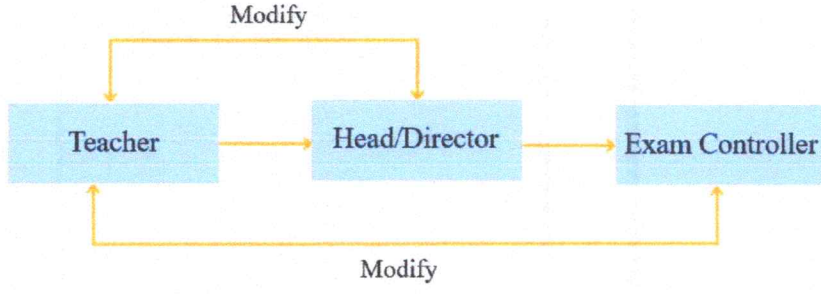 Modify
Teacher
Head/Director
Exam Controller
Modify